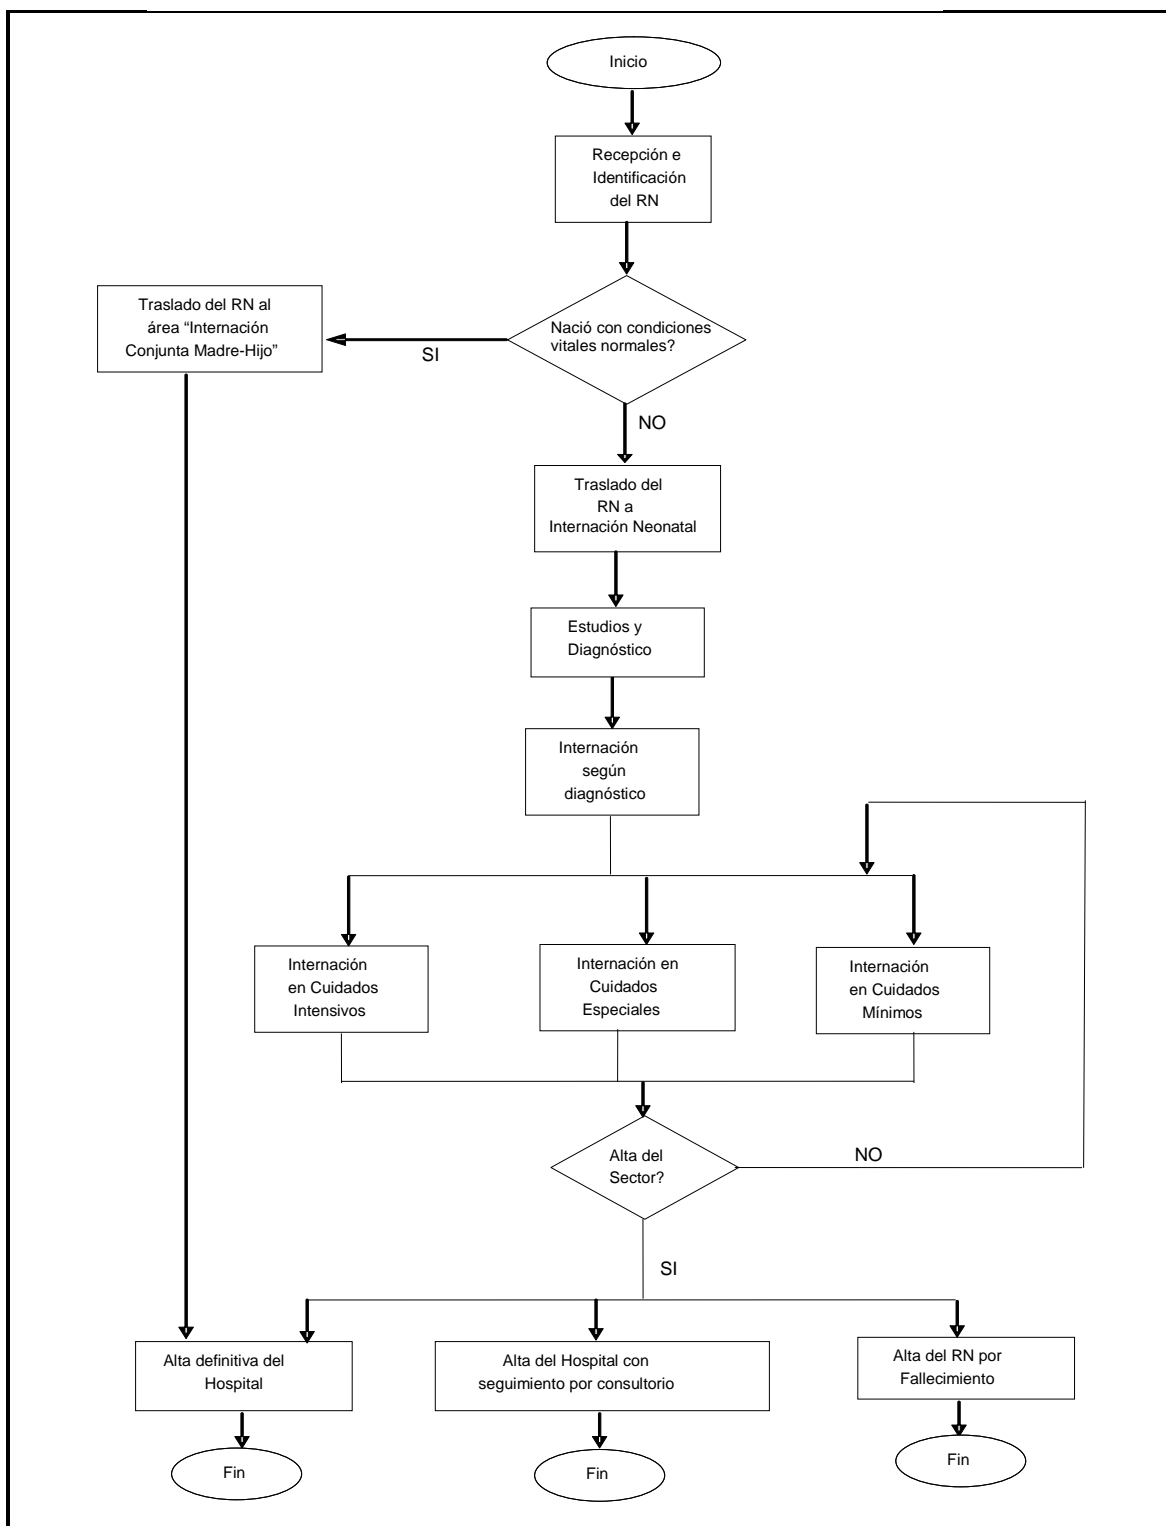 Inicio
Recepción e
Identificación
del RN
Traslado del RN al
área “Internación
Conjunta Madre-Hijo”
Nació con condiciones
vitales normales?
SI
NO
Traslado del
RN a
Internación Neonatal
Estudios y
Diagnóstico
Internación
según
diagnóstico
Internación
en Cuidados
Intensivos
Internación en
Cuidados
Especiales
Internación
en Cuidados
Mínimos
Alta del
Sector?
NO
SI
Alta definitiva del
Hospital
Alta del Hospital con
seguimiento por consultorio
Alta del RN por
Fallecimiento
Fin
Fin
Fin